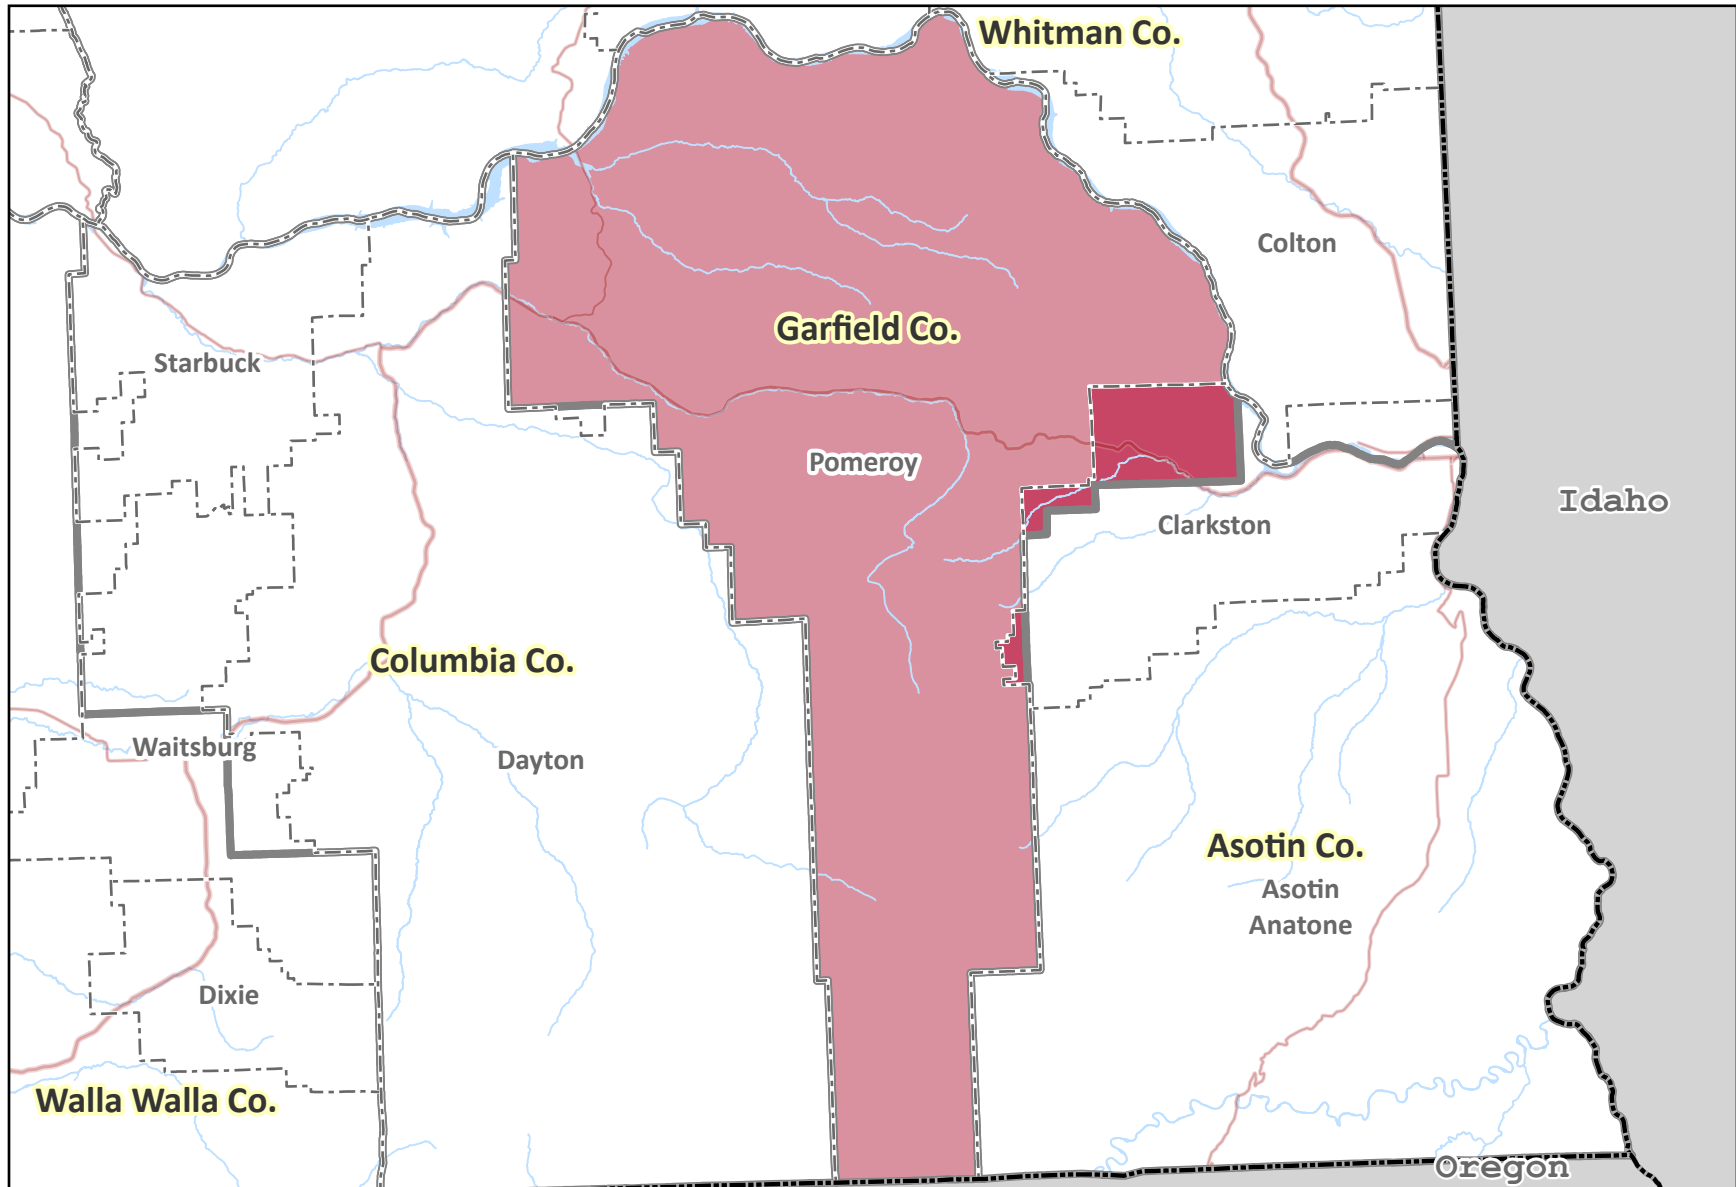 Whitman Co.
Colton
Garfield Co.
Starbuck
Pomeroy
Idaho
Clarkston
Columbia Co.
Waitsburg
Dayton
Asotin Co.
Asotin
Anatone
Dixie
Walla Walla Co.
Oregon